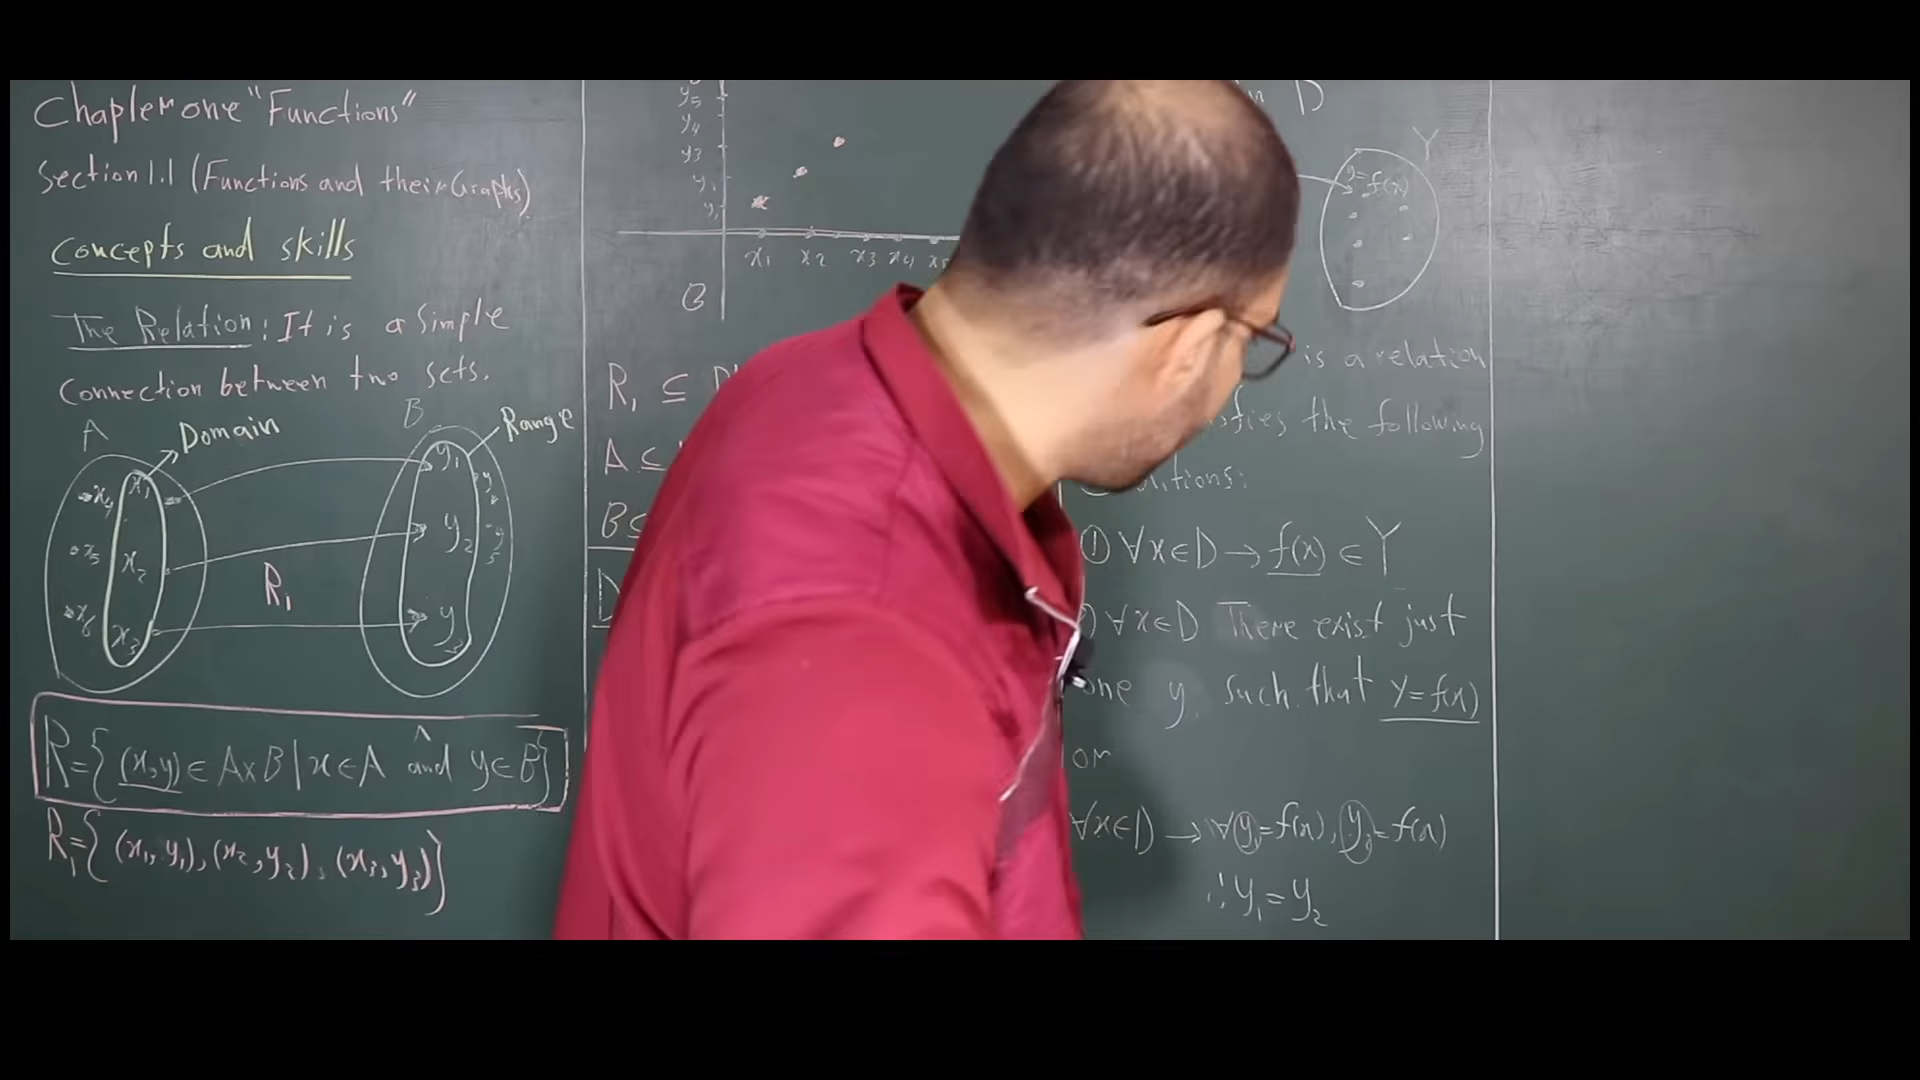 Chapter one "Functions"
Section 1.1 (Functions and their Graphs)
Concepts and skills
The Relation: It is a simple
Connection between two sets.
A
Domain
B
Range
x₁
x₄
x₅
x₂
x₆
x₃
y₁
y₂
y₃
R₁
R={(x,y)∈A×B|x∈A and y∈B}
∧
R₁={(x₁,y₁),(x₂,y₂),(x₃,y₃)}
y₅
y₄
y₃
x₁ x₂ x₃ x₄ x₅
R₁ ⊆
A ⊆
B ⊆
D
Y
y=f(x)
is a relation
the following
① ∀x∈D → f(x) ∈ Y
∀x∈D There exist just
one y, such that y=f(x)
or
∀x∈D → ∀y₁=f(x), y₂=f(x)
∴ y₁ = y₂